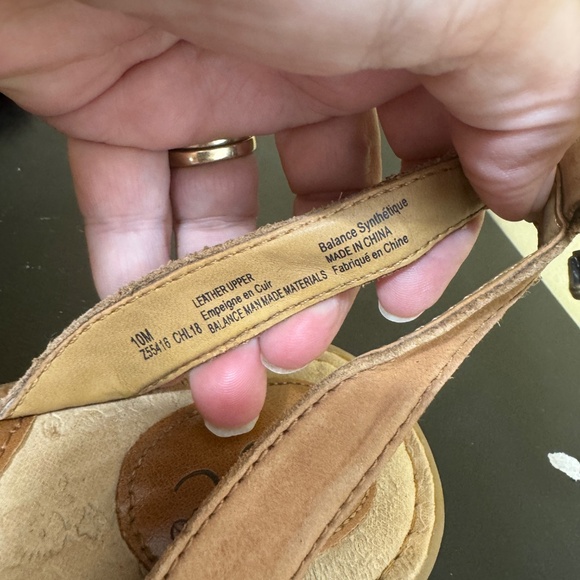 10M
Z55416 CHL18
LEATHER UPPER
Empeigne en Cuir
BALANCE MAN MADE MATERIALS
Balance Synthétique
MADE IN CHINA
Fabriqué en Chine